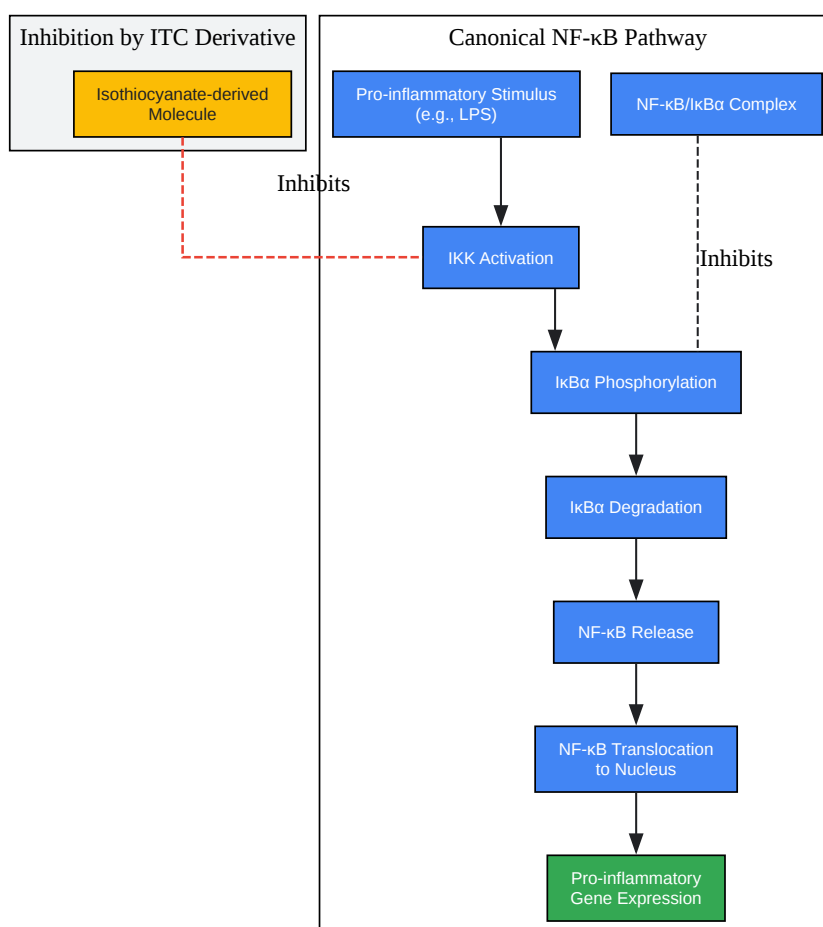 Inhibition by ITC Derivative
Isothiocyanate-derived
Molecule
Canonical NF-κB Pathway
Pro-inflammatory Stimulus
(e.g., LPS)
NF-κB/IκBα Complex
Inhibits
IKK Activation
Inhibits
IκBα Phosphorylation
IκBα Degradation
NF-κB Release
NF-κB Translocation
to Nucleus
Pro-inflammatory
Gene Expression